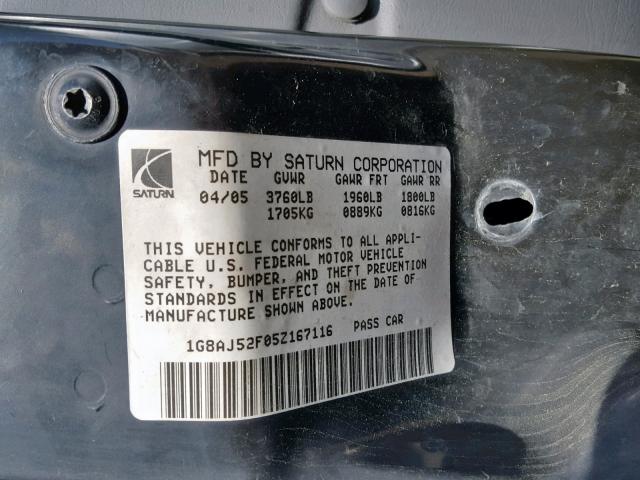 MFD BY SATURN CORPORATION
SATURN
DATE GVWR GAWR FRT GAWR RR
04/05 3760LB 1960LB 1800LB
1705KG 0889KG 0816KG
THIS VEHICLE CONFORMS TO ALL APPLI-
CABLE U.S. FEDERAL MOTOR VEHICLE
SAFETY, BUMPER, AND THEFT PREVENTION
STANDARDS IN EFFECT ON THE DATE OF
MANUFACTURE SHOWN ABOVE.
1G8AJ52F05Z167116 PASS CAR